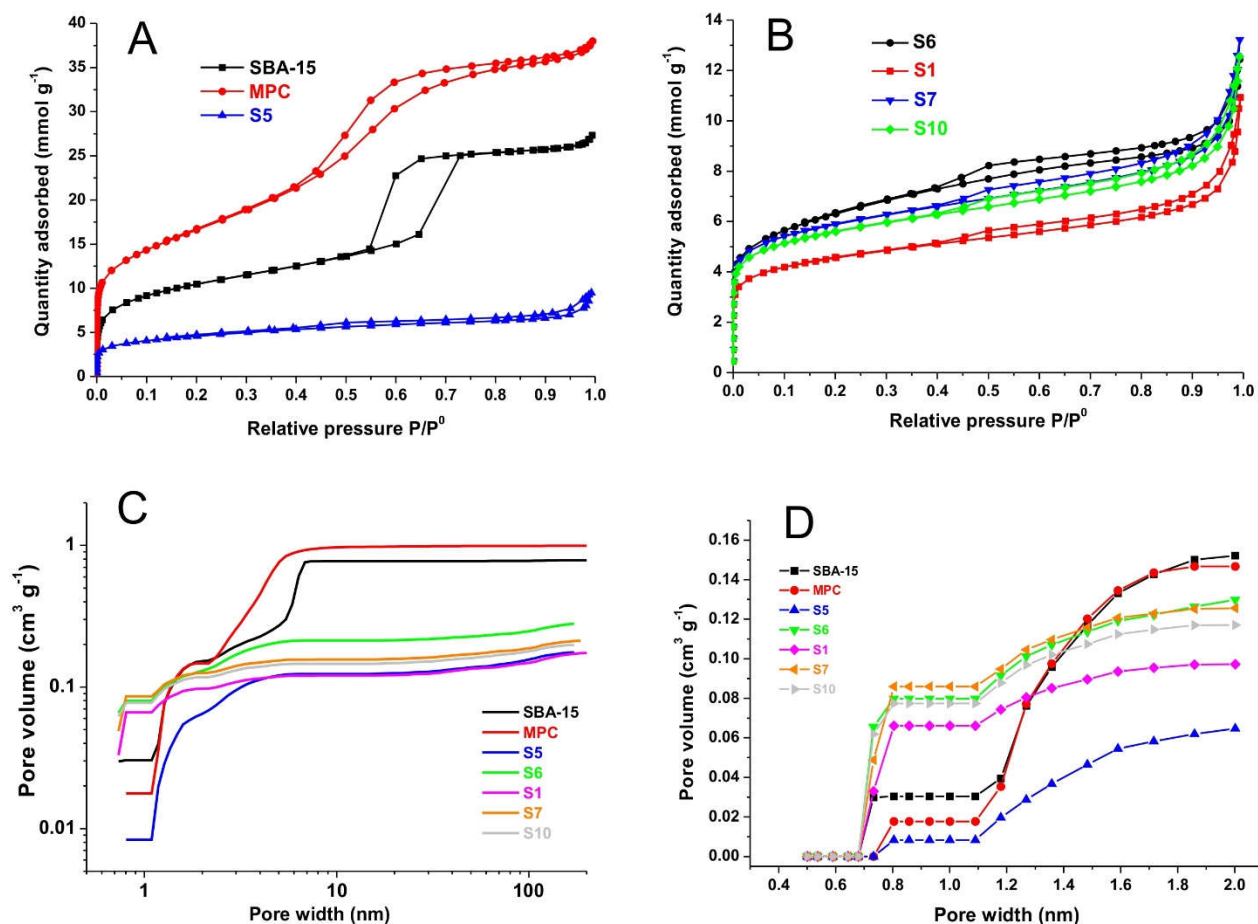 A
40
35
30
25
20
15
10
5
0
Quantity adsorbed (mmol g⁻¹)
SBA-15
MPC
S5
0.0 0.1 0.2 0.3 0.4 0.5 0.6 0.7 0.8 0.9 1.0
Relative pressure P/P⁰
B
14
12
10
8
6
4
2
0
Quantity adsorbed (mmol g⁻¹)
S6
S1
S7
S10
0.0 0.1 0.2 0.3 0.4 0.5 0.6 0.7 0.8 0.9 1.0
Relative pressure P/P⁰
C
1
0.1
0.01
Pore volume (cm³ g⁻¹)
SBA-15
MPC
S5
S6
S1
S7
S10
1 10 100
Pore width (nm)
D
0.16
0.14
0.12
0.10
0.08
0.06
0.04
0.02
0.00
Pore volume (cm³ g⁻¹)
SBA-15
MPC
S5
S6
S1
S7
S10
0.4 0.6 0.8 1.0 1.2 1.4 1.6 1.8 2.0
Pore width (nm)